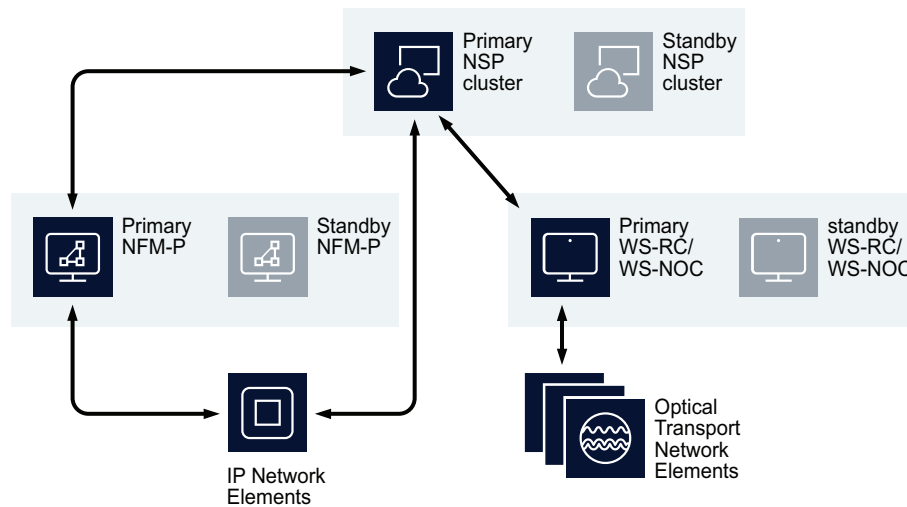 Primary
NSP
cluster
Standby
NSP
cluster
Primary
NFM-P
Standby
NFM-P
Primary
WS-RC/
WS-NOC
standby
WS-RC/
WS-NOC
IP Network
Elements
Optical
Transport
Network
Elements